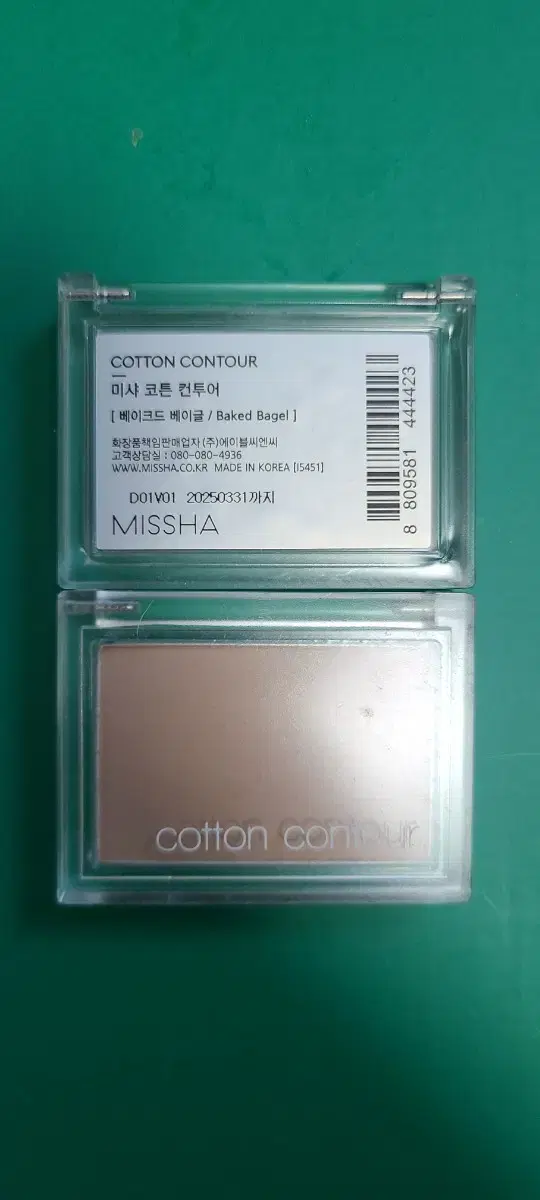 COTTON CONTOUR
미샤 코튼 컨투어
[ 베이크드 베이글 / Baked Bagel ]
화장품책임판매업자 (주)에이블씨엔씨
고객상담실 : 080-080-4936
WWW.MISSHA.CO.KR MADE IN KOREA [I5451]
D01V01 20250331까지
MISSHA
8 809581 444423
cotton contour